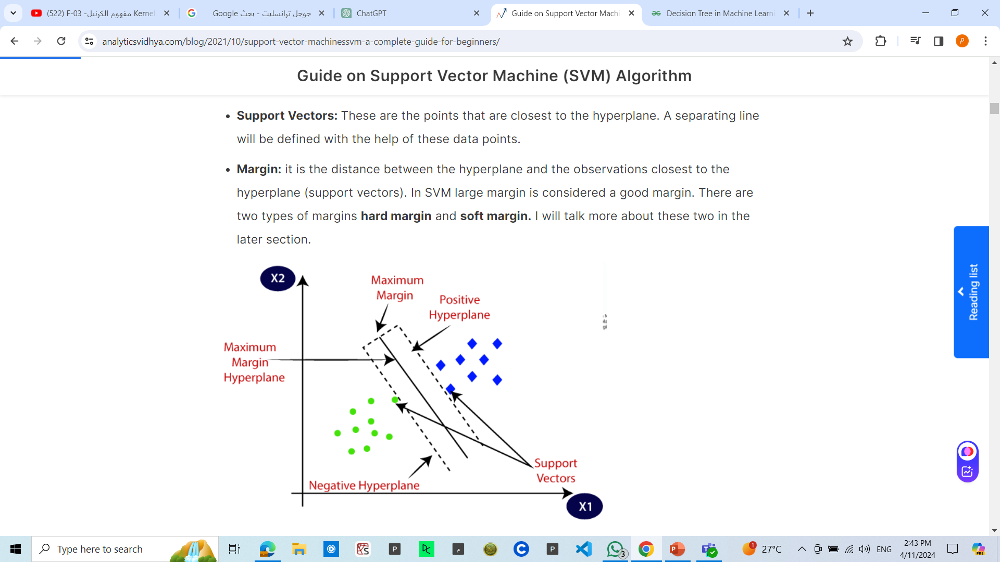 (522) F-03 -مفهوم الكرنيل Kernel
Google جوجل ترانسليت - بحث
ChatGPT
Guide on Support Vector Machi
Decision Tree in Machine Learni
analyticsvidhya.com/blog/2021/10/support-vector-machinessvm-a-complete-guide-for-beginners/
P
Guide on Support Vector Machine (SVM) Algorithm
• Support Vectors: These are the points that are closest to the hyperplane. A separating line
will be defined with the help of these data points.
• Margin: it is the distance between the hyperplane and the observations closest to the
hyperplane (support vectors). In SVM large margin is considered a good margin. There are
two types of margins hard margin and soft margin. I will talk more about these two in the
later section.
X2
Maximum
Margin
Positive
Hyperplane
Maximum
Margin
Hyperplane
Support
Vectors
Negative Hyperplane
X1
Reading list
Type here to search
P
P
3
1
27°C
ENG
2:43 PM
4/11/2024
PRE